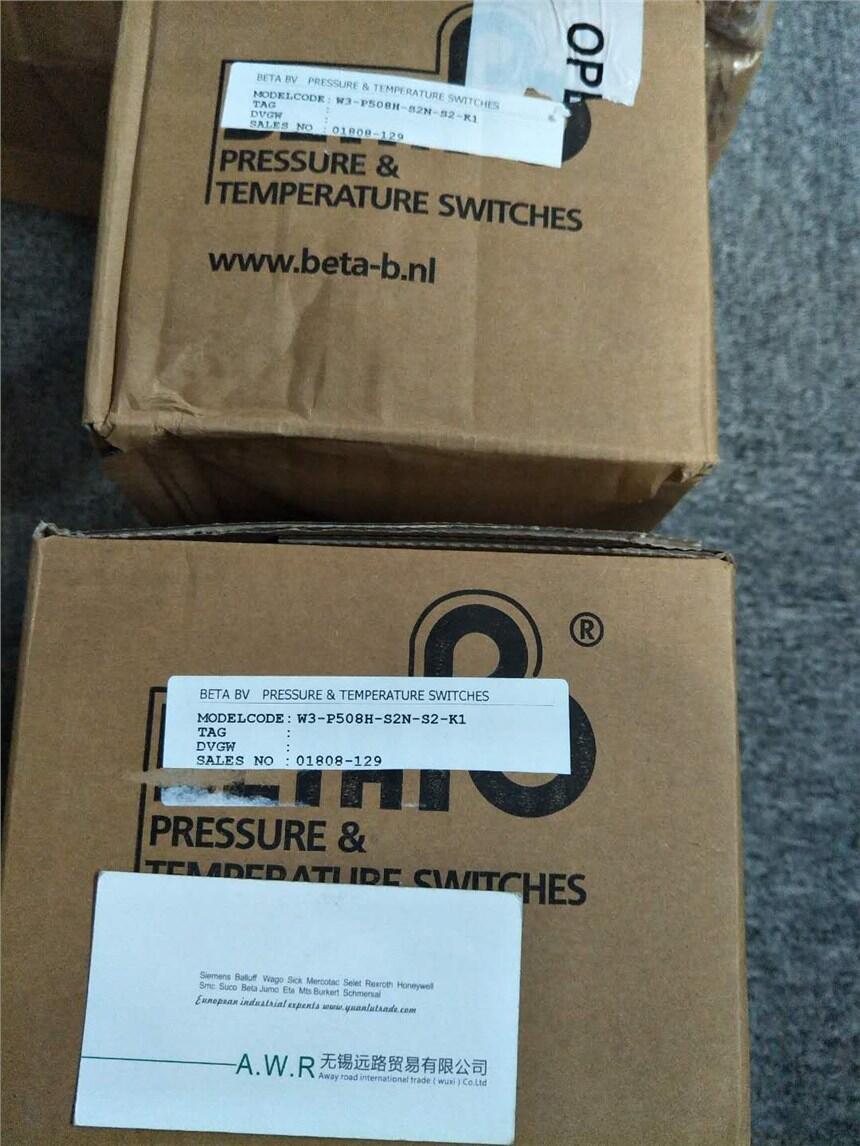 OPE
BETA BV PRESSURE & TEMPERATURE SWITCHES
MODELCODE: W3-P508H-S2N-S2-K1
TAG :
DVGW :
SALES NO : 01808-129
PRESSURE &
TEMPERATURE SWITCHES
www.beta-b.nl
®
BETA BV PRESSURE & TEMPERATURE SWITCHES
MODELCODE: W3-P508H-S2N-S2-K1
TAG :
DVGW :
SALES NO : 01808-129
PRESSURE &
TEMPERATURE SWITCHES
Siemens Balluff Wago Sick Mercotac Selet Rexroth Honeywell
Smc Suco Beta Jumo Eta Mts Burkert Schmersal
European industrial experts www.yuanlutrade.com
A.W.R 无锡远路贸易有限公司
Away road international trade ( wuxi ) Co.Ltd